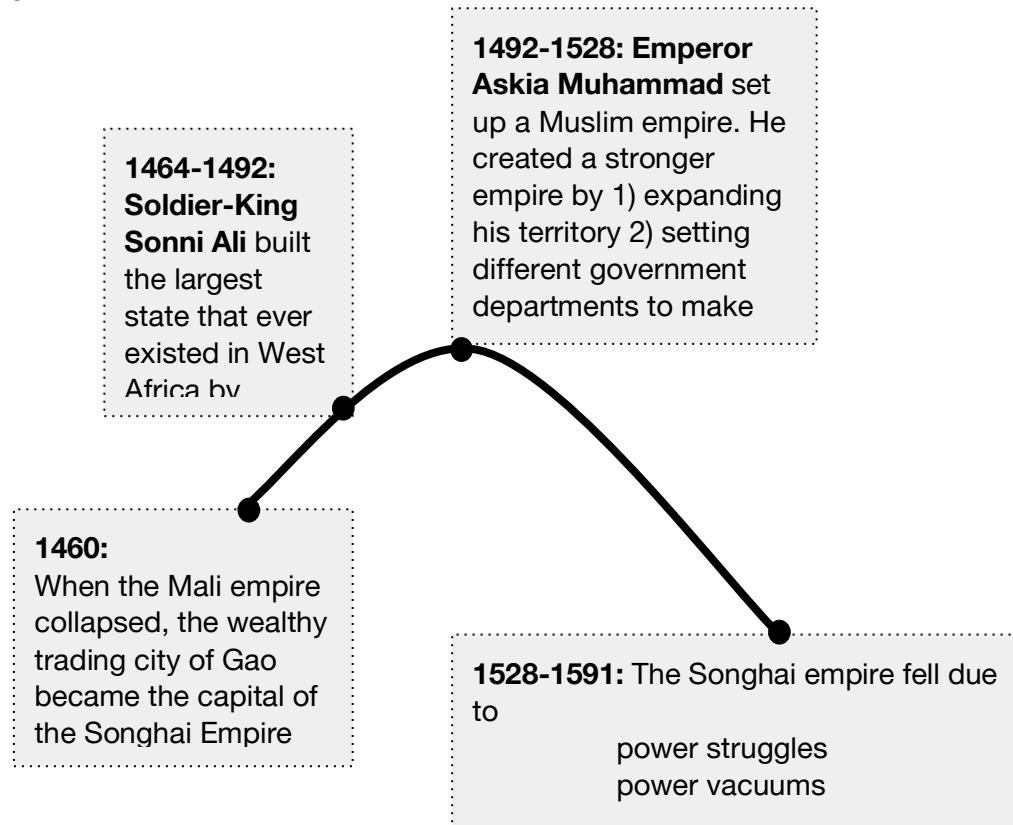 1492-1528: Emperor
Askia Muhammad set
up a Muslim empire. He
created a stronger
empire by 1) expanding
his territory 2) setting
different government
departments to make
1464-1492:
Soldier-King
Sonni Ali built
the largest
state that ever
existed in West
Africa by
1460:
When the Mali empire
collapsed, the wealthy
trading city of Gao
became the capital of
the Songhai Empire
1528-1591: The Songhai empire fell due
to
power struggles
power vacuums